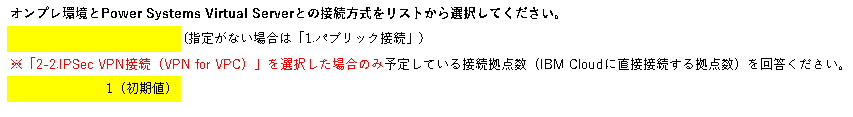 オンプレ環境とPower Systems Virtual Serverとの接続方式をリストから選択してください。
(指定がない場合は「1.パブリック接続」)
※「2-2.IPSec VPN接続（VPN for VPC）」を選択した場合のみ予定している接続拠点数（IBM Cloudに直接接続する拠点数）を回答ください。
1（初期値）